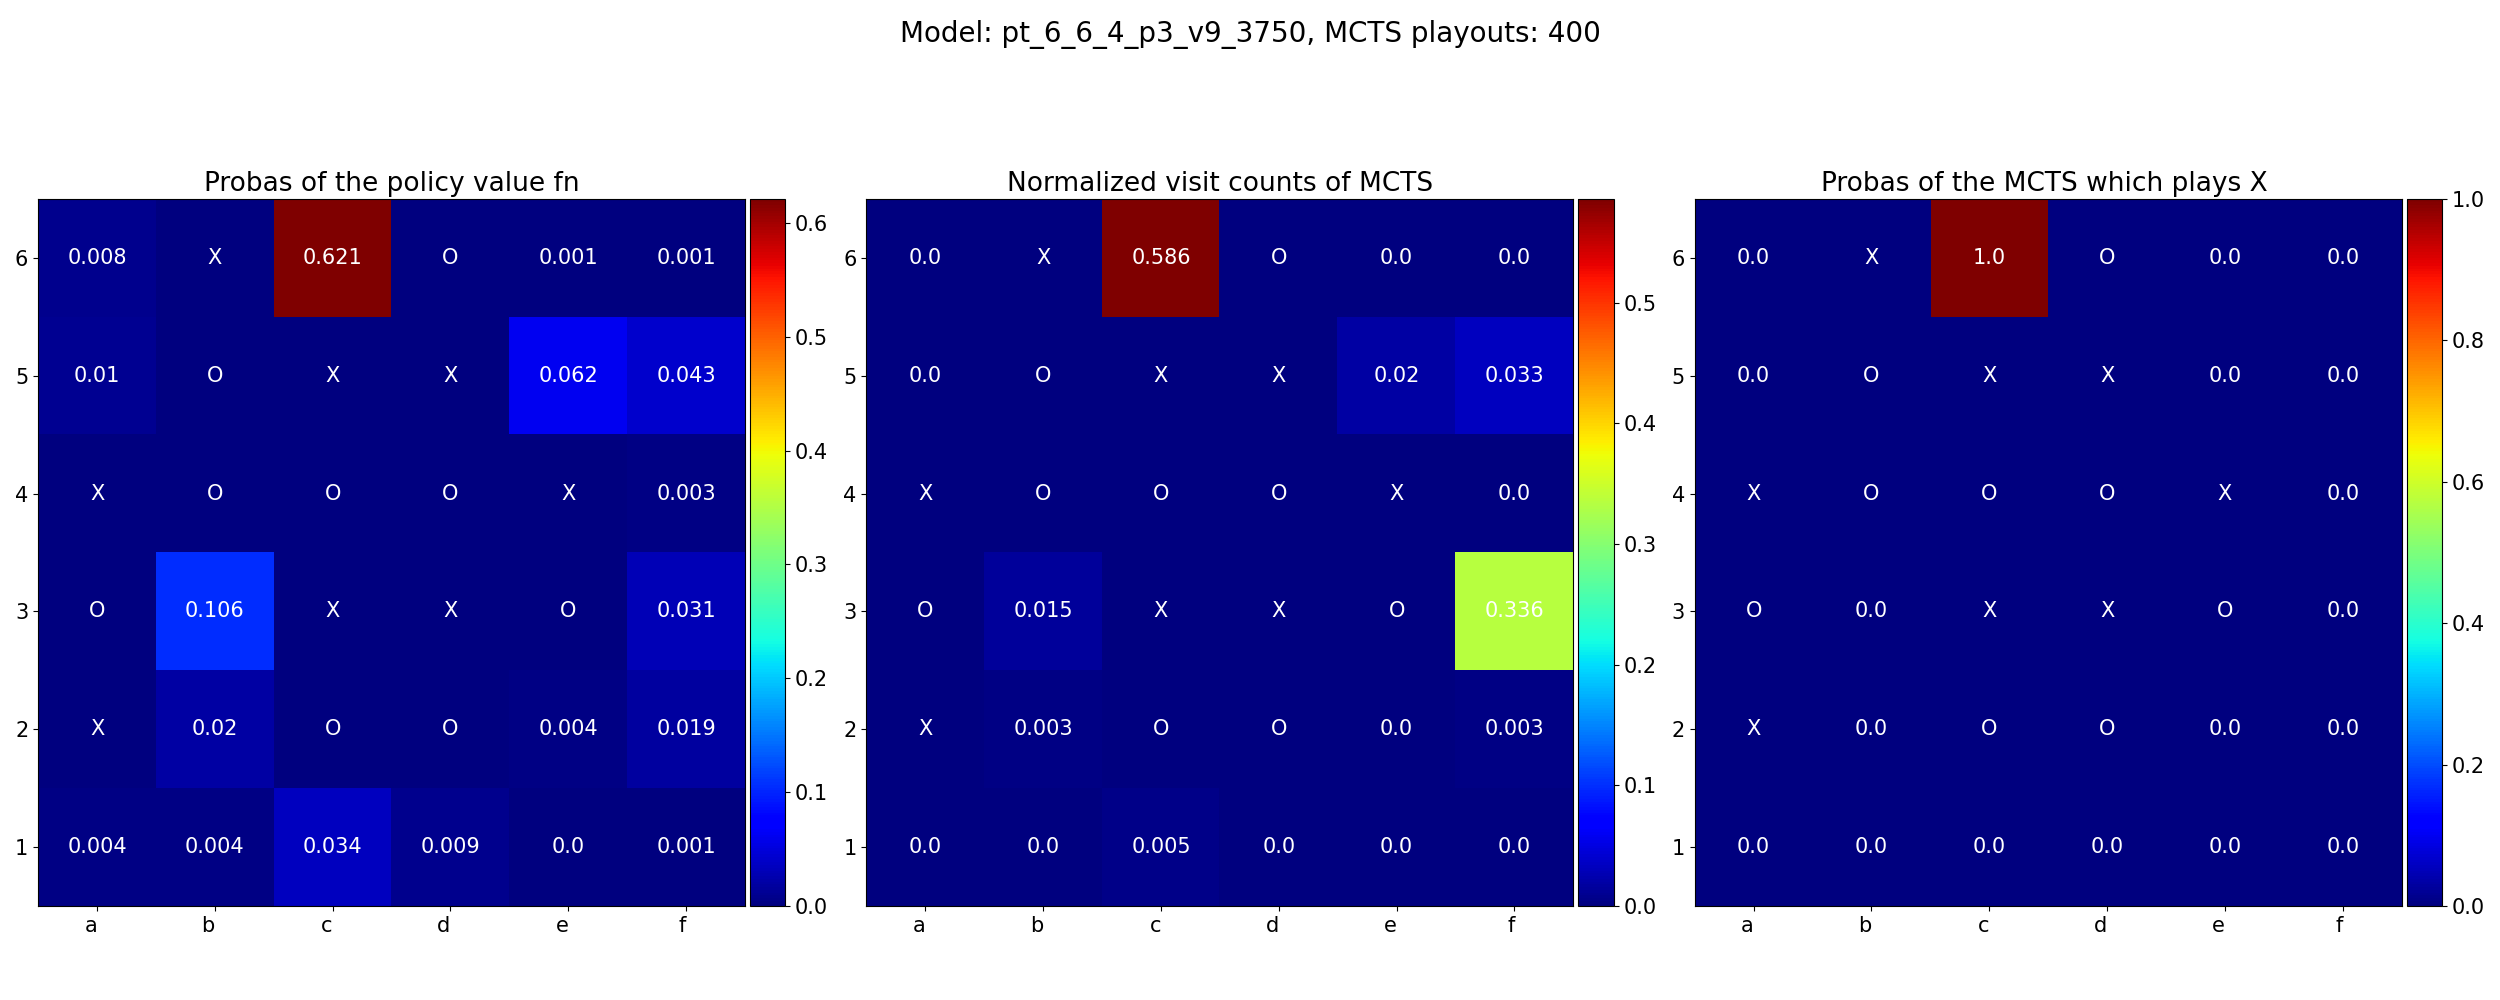 Model: pt_6_6_4_p3_v9_3750, MCTS playouts: 400
Probas of the policy value fn
6 0.008 X 0.621 O 0.001 0.001
5 0.01 O X X 0.062 0.043
4 X O O O X 0.003
3 O 0.106 X X O 0.031
2 X 0.02 O O 0.004 0.019
1 0.004 0.004 0.034 0.009 0.0 0.001
a b c d e f
0.6
0.5
0.4
0.3
0.2
0.1
0.0
Normalized visit counts of MCTS
6 0.0 X 0.586 O 0.0 0.0
5 0.0 O X X 0.02 0.033
4 X O O O X 0.0
3 O 0.015 X X O 0.336
2 X 0.003 O O 0.0 0.003
1 0.0 0.0 0.005 0.0 0.0 0.0
a b c d e f
0.5
0.4
0.3
0.2
0.1
0.0
Probas of the MCTS which plays X
6 0.0 X 1.0 O 0.0 0.0
5 0.0 O X X 0.0 0.0
4 X O O O X 0.0
3 O 0.0 X X O 0.0
2 X 0.0 O O 0.0 0.0
1 0.0 0.0 0.0 0.0 0.0 0.0
a b c d e f
1.0
0.8
0.6
0.4
0.2
0.0